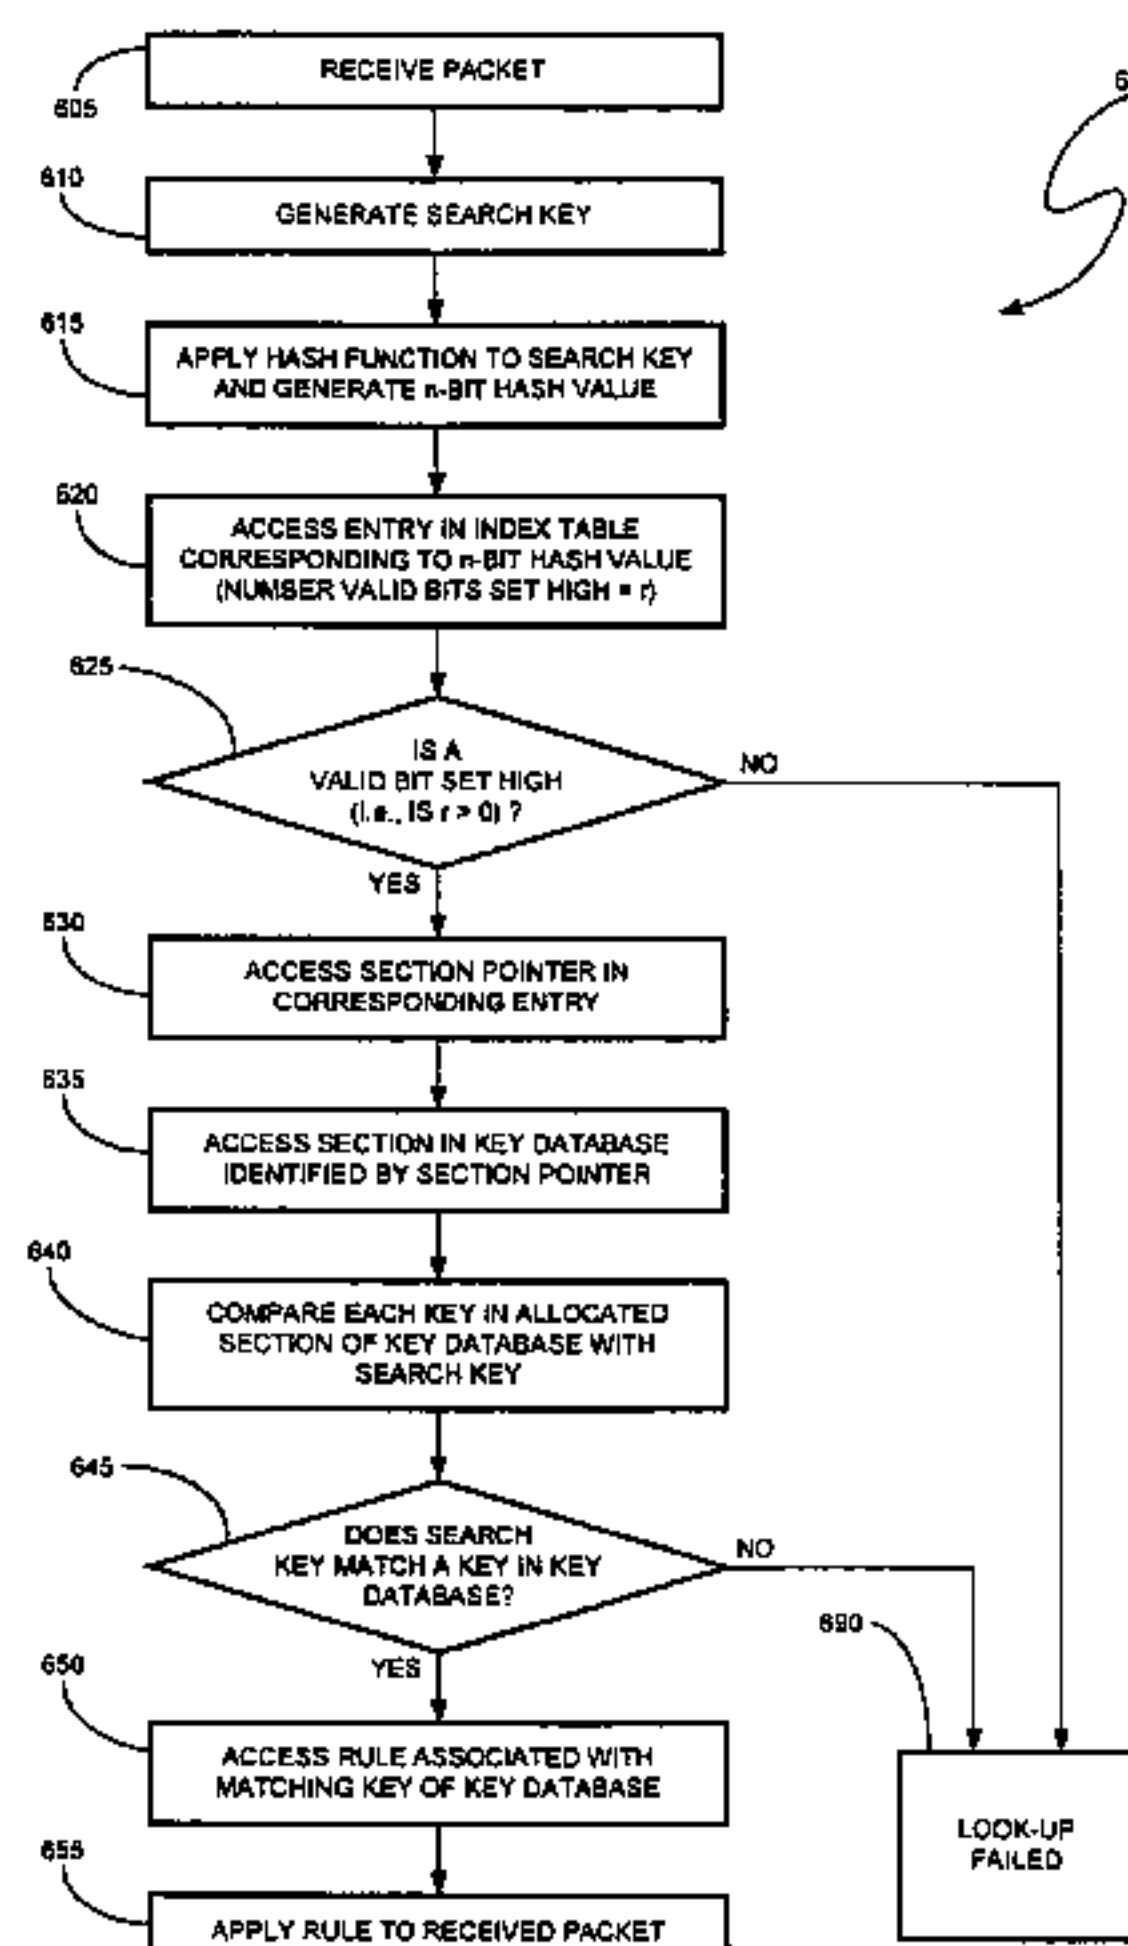 RECEIVE PACKET
605
610
GENERATE SEARCH KEY
615
APPLY HASH FUNCTION TO SEARCH KEY
AND GENERATE n-BIT HASH VALUE
620
ACCESS ENTRY IN INDEX TABLE
CORRESPONDING TO n-BIT HASH VALUE
(NUMBER VALID BITS SET HIGH = r)
625
IS A
VALID BIT SET HIGH
(i.e., IS r > 0) ?
NO
YES
630
ACCESS SECTION POINTER IN
CORRESPONDING ENTRY
635
ACCESS SECTION IN KEY DATABASE
IDENTIFIED BY SECTION POINTER
640
COMPARE EACH KEY IN ALLOCATED
SECTION OF KEY DATABASE WITH
SEARCH KEY
645
DOES SEARCH
KEY MATCH A KEY IN KEY
DATABASE?
NO
YES
690
650
ACCESS RULE ASSOCIATED WITH
MATCHING KEY OF KEY DATABASE
LOOK-UP
FAILED
655
APPLY RULE TO RECEIVED PACKET